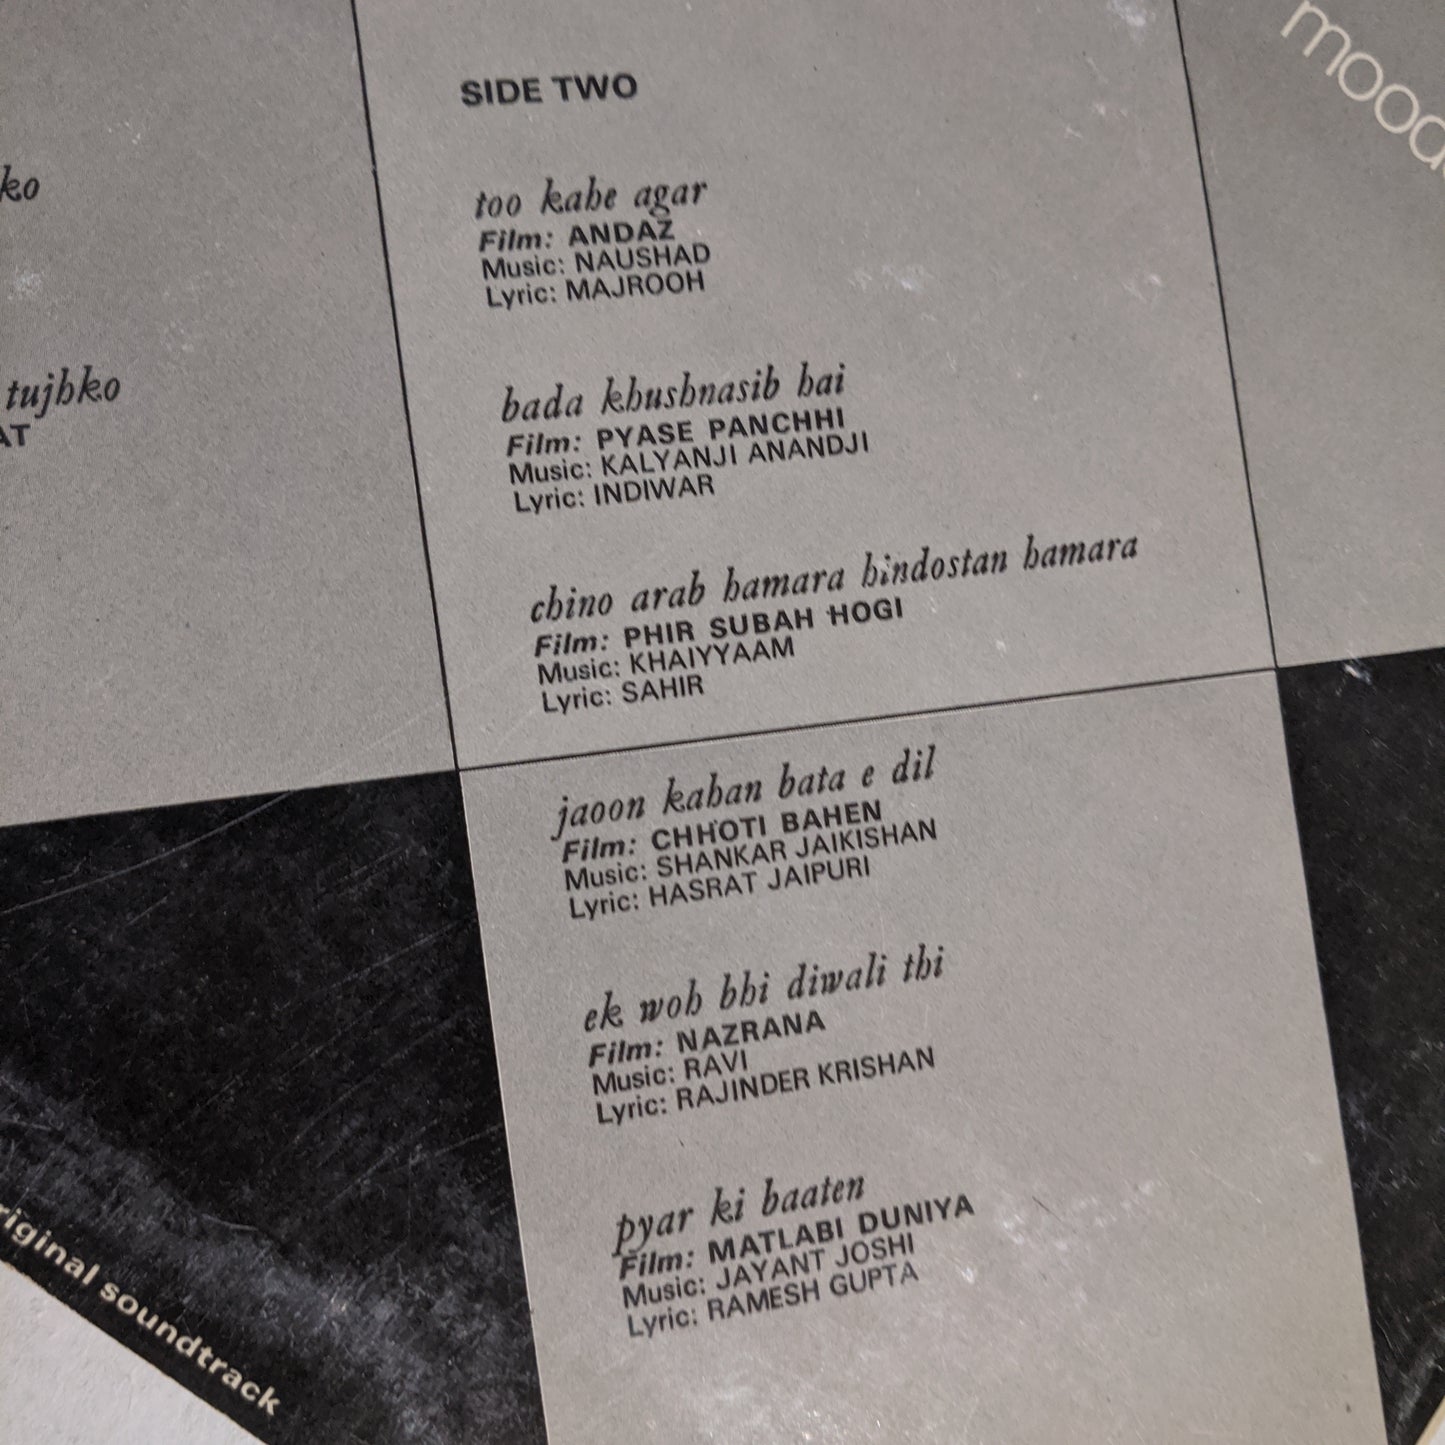 ko
tujhko
AT
SIDE TWO
too kahe agar
Film: ANDAZ
Music: NAUSHAD
Lyric: MAJROOH
bada khushnasib hai
Film: PYASE PANCHHI
Music: KALYANJI ANANDJI
Lyric: INDIWAR
chino arab hamara hindostan hamara
Film: PHIR SUBAH HOGI
Music: KHAIYYAAM
Lyric: SAHIR
jaoon kahan bata e dil
Film: CHHOTI BAHEN
Music: SHANKAR JAIKISHAN
Lyric: HASRAT JAIPURI
ek woh bhi diwali thi
Film: NAZRANA
Music: RAVI
Lyric: RAJINDER KRISHAN
pyar ki baaten
Film: MATLABI DUNIYA
Music: JAYANT JOSHI
Lyric: RAMESH GUPTA
riginal soundtrack